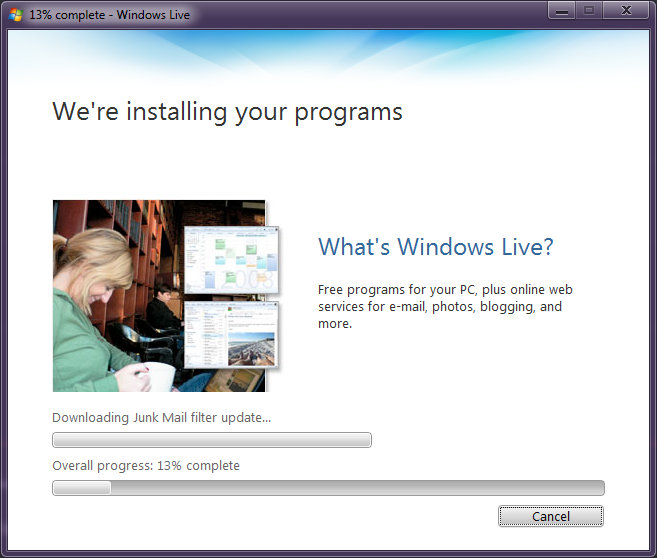 13% complete - Windows Live
We're installing your programs
What's Windows Live?
Free programs for your PC, plus online web
services for e-mail, photos, blogging, and
more.
Downloading Junk Mail filter update...
Overall progress: 13% complete
Cancel